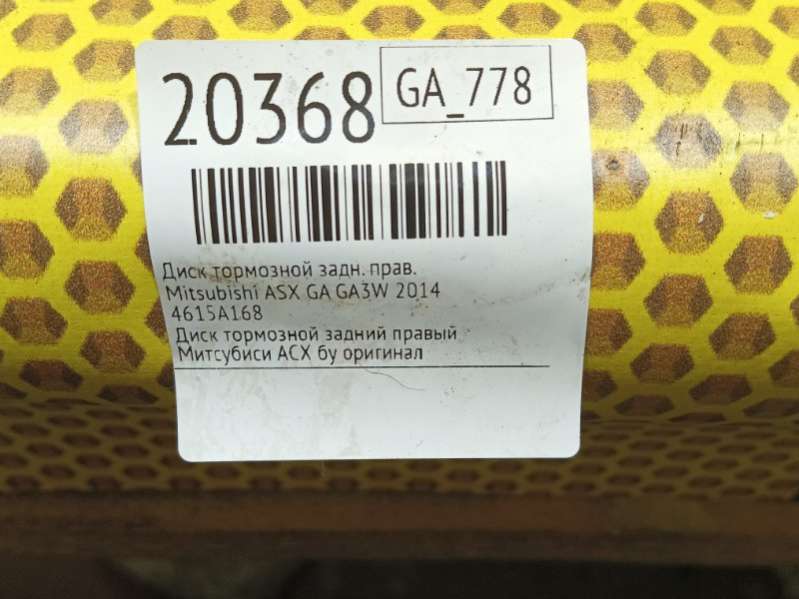 20368
GA_778
Диск тормозной задн. прав.
Mitsubishi ASX GA GA3W 2014
4615A168
Диск тормозной задний правый
Митсубиси АСХ бу оригинал